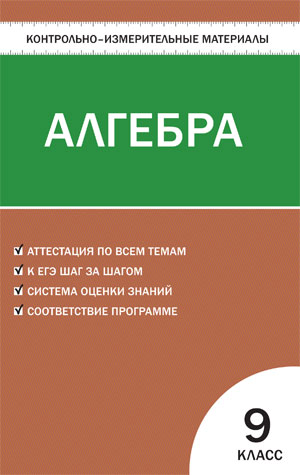 КОНТРОЛЬНО-ИЗМЕРИТЕЛЬНЫЕ МАТЕРИАЛЫ
АЛГЕБРА
АТТЕСТАЦИЯ ПО ВСЕМ ТЕМАМ
К ЕГЭ ШАГ ЗА ШАГОМ
СИСТЕМА ОЦЕНКИ ЗНАНИЙ
СООТВЕТСТВИЕ ПРОГРАММЕ
9
КЛАСС